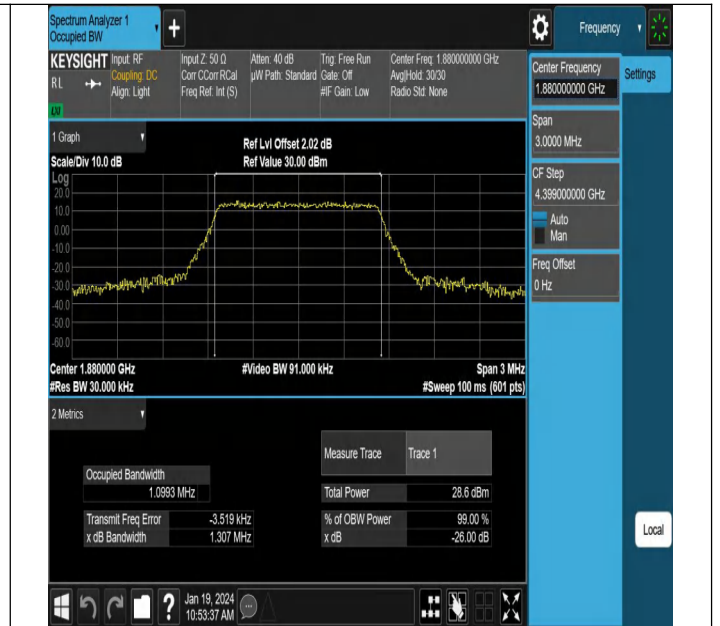 Spectrum Analyzer 1
Occupied BW
+
Frequency
KEYSIGHT
RL
LXI
Input: RF
Coupling: DC
Align: Light
Input Z: 50 Ω
Corr CCorr RCal
Freq Ref: Int (S)
Atten: 40 dB
µW Path: Standard
Trig: Free Run
Gate: Off
#IF Gain: Low
Center Freq: 1.880000000 GHz
Avg|Hold: 30/30
Radio Std: None
Center Frequency
1.880000000 GHz
Settings
Span
3.0000 MHz
CF Step
4.399000000 GHz
Auto
Man
Freq Offset
0 Hz
1 Graph
Scale/Div 10.0 dB
Ref Lvl Offset 2.02 dB
Ref Value 30.00 dBm
Log
20.0
10.0
0.00
-10.0
-20.0
-30.0
-40.0
-50.0
-60.0
Center 1.880000 GHz
#Video BW 91.000 kHz
Span 3 MHz
#Res BW 30.000 kHz
#Sweep 100 ms (601 pts)
2 Metrics
Measure Trace Trace 1
Occupied Bandwidth
1.0993 MHz
Total Power 28.6 dBm
Transmit Freq Error -3.519 kHz
% of OBW Power 99.00 %
x dB Bandwidth 1.307 MHz
x dB -26.00 dB
Local
?
Jan 19, 2024
10:53:37 AM